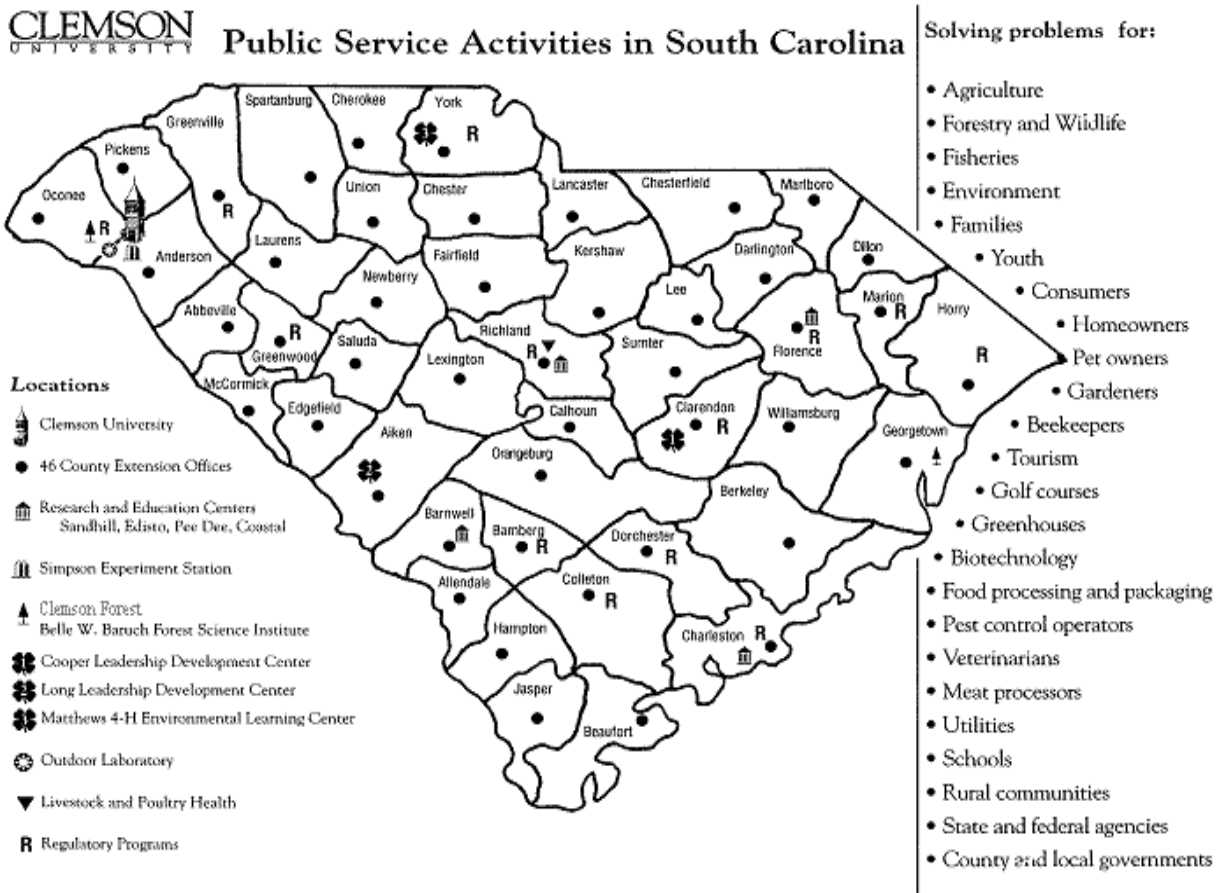 CLEMSON
UNIVERSITY
Public Service Activities in South Carolina
Solving problems for:
• Agriculture
• Forestry and Wildlife
• Fisheries
• Environment
• Families
• Youth
• Consumers
• Homeowners
• Pet owners
• Gardeners
• Beekeepers
• Tourism
• Golf courses
• Greenhouses
• Biotechnology
• Food processing and packaging
• Pest control operators
• Veterinarians
• Meat processors
• Utilities
• Schools
• Rural communities
• State and federal agencies
• County and local governments
Spartanburg
Cherokee
York
R
Greenville
R
Pickens
Oconee
R
Union
Chester
Lancaster
Chesterfield
Marlboro
Anderson
Laurens
Newberry
Fairfield
Kershaw
Darlington
Dillon
Lee
Marion
R
Horry
R
Abbeville
Greenwood
R
Saluda
Richland
R
Lexington
Sumter
Florence
R
McCormick
Edgefield
Aiken
Calhoun
Clarendon
R
Williamsburg
Georgetown
Orangeburg
Berkeley
Barnwell
Bamberg
R
Dorchester
R
Allendale
Colleton
R
Hampton
Charleston
R
Jasper
Beaufort
Locations
Clemson University
46 County Extension Offices
Research and Education Centers
Sandhill, Edisto, Pee Dee, Coastal
Simpson Experiment Station
Clemson Forest
Belle W. Baruch Forest Science Institute
1 Cooper Leadership Development Center
2 Long Leadership Development Center
3 Matthews 4-H Environmental Learning Center
Outdoor Laboratory
Livestock and Poultry Health
R Regulatory Programs